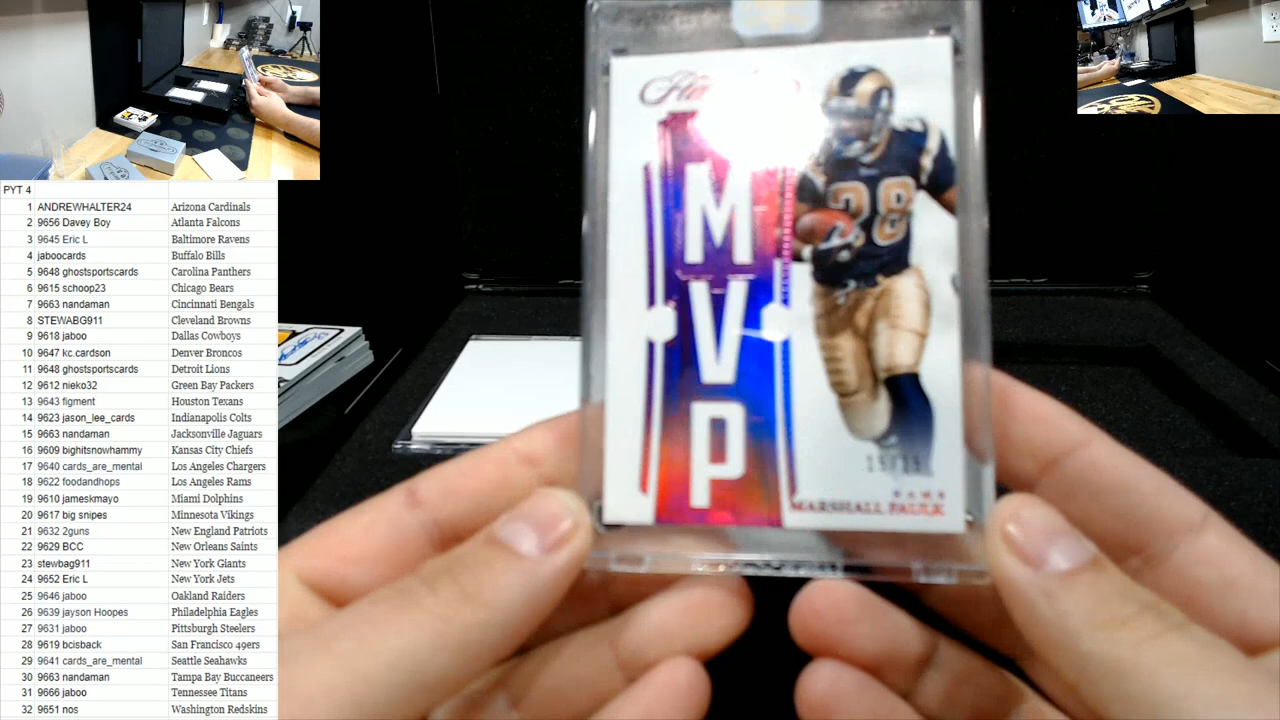 PYT 4
1 ANDREWHALTER24 Arizona Cardinals
2 9656 Davey Boy Atlanta Falcons
3 9645 Eric L Baltimore Ravens
4 jaboocards Buffalo Bills
5 9648 ghostsportscards Carolina Panthers
6 9615 schoop23 Chicago Bears
7 9663 nandaman Cincinnati Bengals
8 STEWABG911 Cleveland Browns
9 9618 jaboo Dallas Cowboys
10 9647 kc.cardson Denver Broncos
11 9648 ghostsportscards Detroit Lions
12 9612 nieko32 Green Bay Packers
13 9643 figment Houston Texans
14 9623 jason_lee_cards Indianapolis Colts
15 9663 nandaman Jacksonville Jaguars
16 9609 bighitsnowhammy Kansas City Chiefs
17 9640 cards_are_mental Los Angeles Chargers
18 9622 foodandhops Los Angeles Rams
19 9610 jameskmayo Miami Dolphins
20 9617 big snipes Minnesota Vikings
21 9632 2guns New England Patriots
22 9629 BCC New Orleans Saints
23 stewbag911 New York Giants
24 9652 Eric L New York Jets
25 9646 jaboo Oakland Raiders
26 9639 jayson Hoopes Philadelphia Eagles
27 9631 jaboo Pittsburgh Steelers
28 9619 bcisback San Francisco 49ers
29 9641 cards_are_mental Seattle Seahawks
30 9663 nandaman Tampa Bay Buccaneers
31 9666 jaboo Tennessee Titans
32 9651 nos Washington Redskins
M
V
P
28
RAMS
MARSHALL FAULK